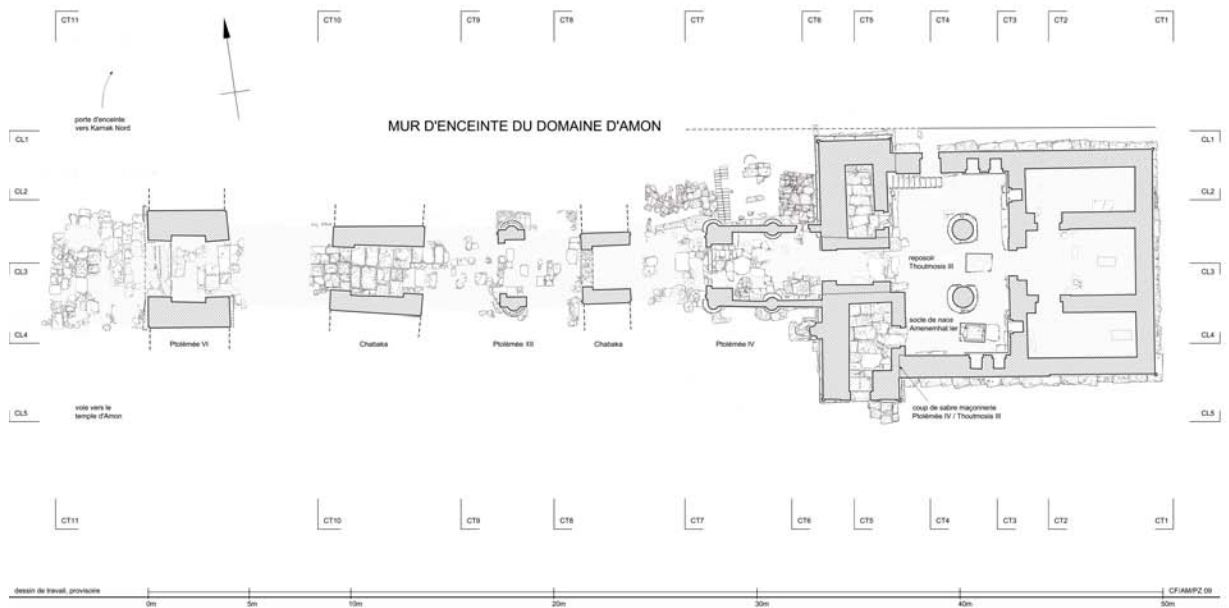 CT11 CT10 CT9 CT8 CT7 CT6 CT5 CT4 CT3 CT2 CT1
porte d'enceinte
vers Karnak Nord
MUR D'ENCEINTE DU DOMAINE D'AMON
CL1 CL1
CL2 CL2
CL3 CL3
reposoir
Thoutmosis III
socle de naos
Amenemhat Ier
CL4 CL4
Ptolémée VI Chabaka Ptolémée XII Chabaka Ptolémée IV
voie vers le
temple d'Amon
coup de sabre maçonnerie
Ptolémée IV / Thoutmosis III
CL5 CL5
CT11 CT10 CT9 CT8 CT7 CT6 CT5 CT4 CT3 CT2 CT1
dessin de travail, provisoire CF/AM/PZ 09
0m 5m 10m 20m 30m 40m 50m